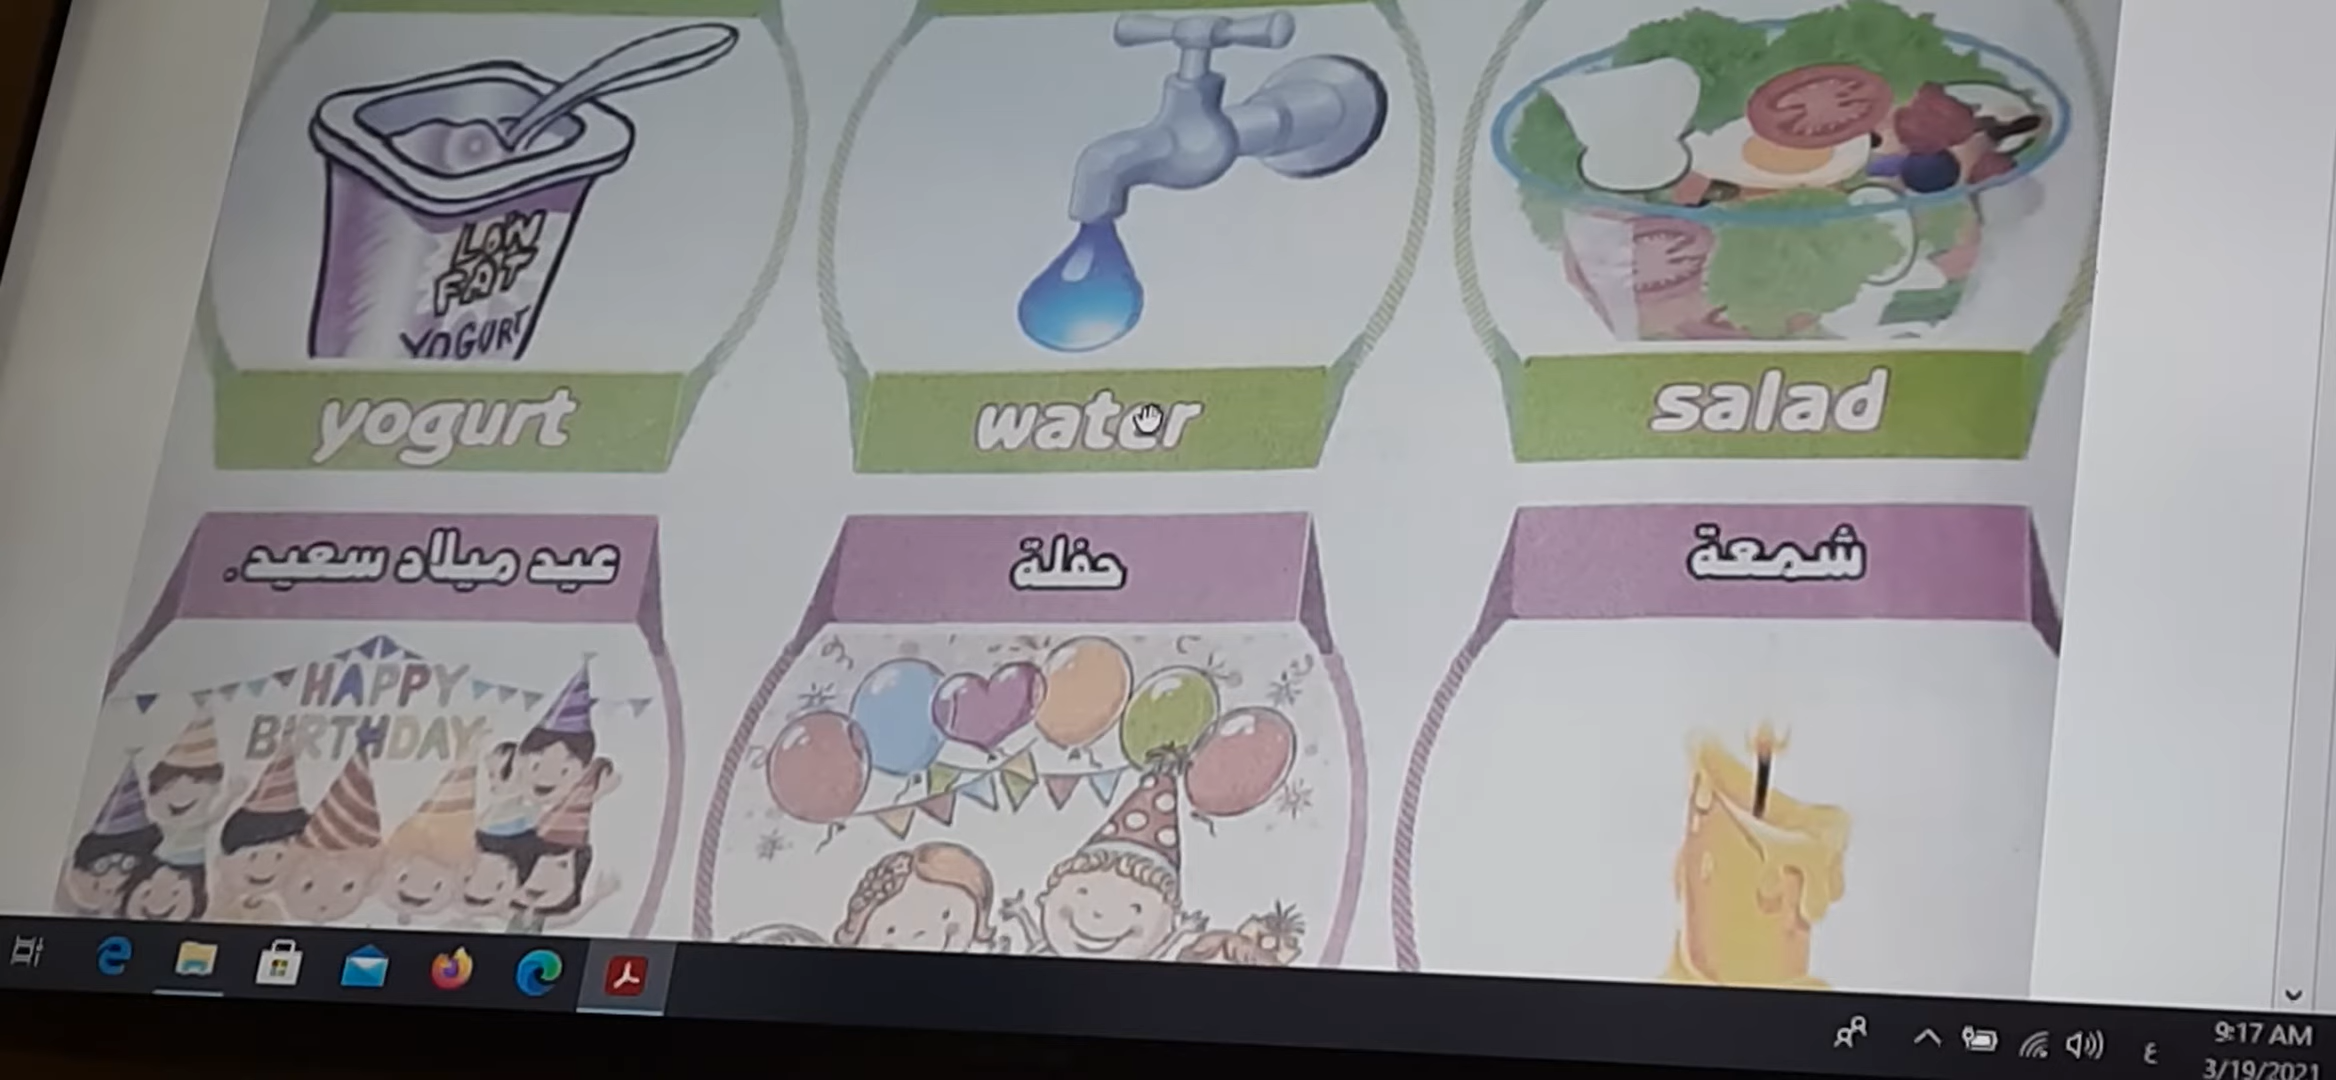 LOW
FAT
YOGURT
yogurt
water
salad
عيد ميلاد سعيد.
حفلة
شمعة
HAPPY
BIRTHDAY
ع
9:17 AM
3/19/2021